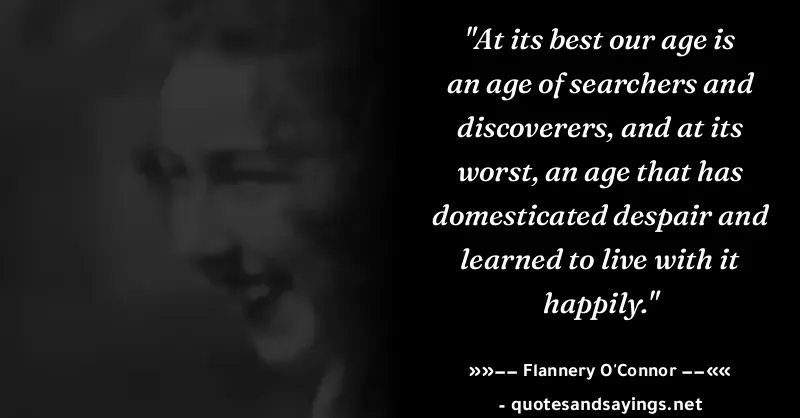 "At its best our age is
an age of searchers and
discoverers, and at its
worst, an age that has
domesticated despair and
learned to live with it
happily."
»»–– Flannery O'Connor ––««
- quotesandsayings.net